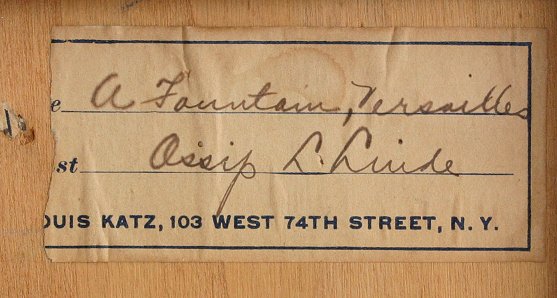 e A Fountain, Versailles
st Ossip L. Linde
OUIS KATZ, 103 WEST 74TH STREET, N. Y.